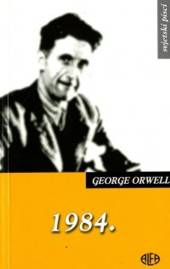 svjetski pisci
GEORGE ORWELL
1984.
ALFA